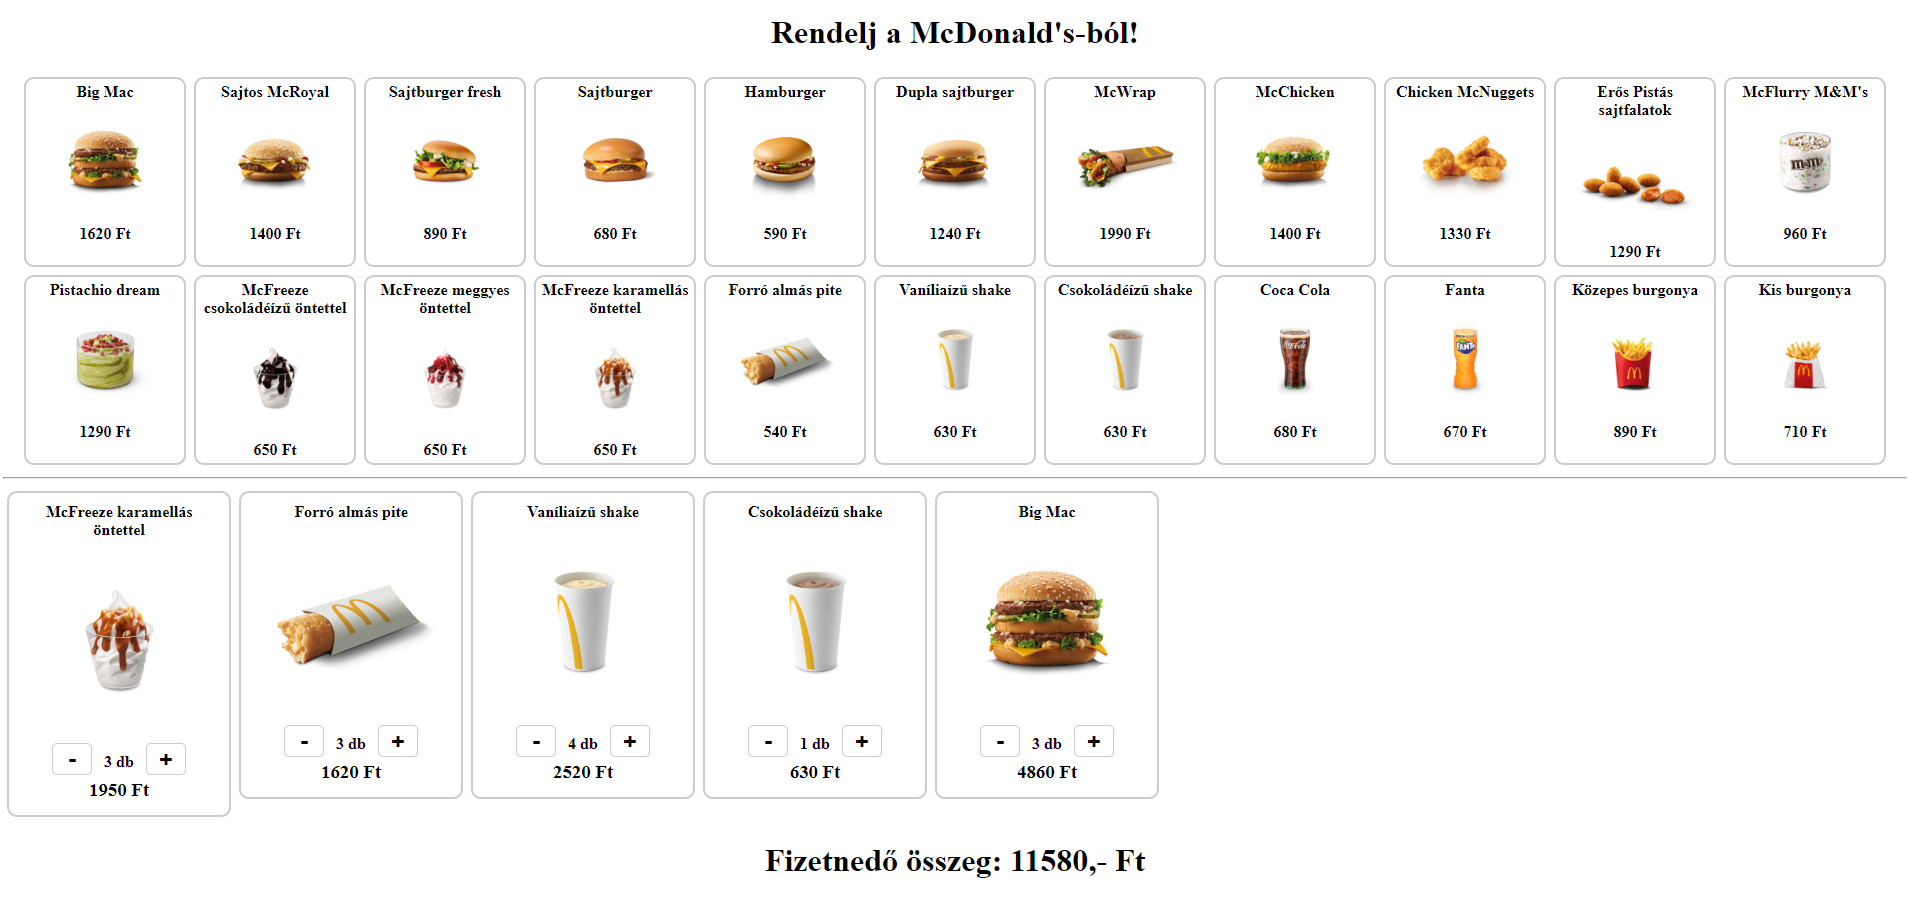 Rendelj a McDonald's-ból!
Big Mac
1620 Ft
Sajtos McRoyal
1400 Ft
Sajtburger fresh
890 Ft
Sajtburger
680 Ft
Hamburger
590 Ft
Dupla sajtburger
1240 Ft
McWrap
1990 Ft
McChicken
1400 Ft
Chicken McNuggets
1330 Ft
Erős Pistás
sajtfalatok
1290 Ft
McFlurry M&M's
m&m's
960 Ft
Pistachio dream
1290 Ft
McFreeze
csokoládéízű öntettel
650 Ft
McFreeze meggyes
öntettel
650 Ft
McFreeze karamellás
öntettel
650 Ft
Forró almás pite
540 Ft
Vaníliaízű shake
630 Ft
Csokoládéízű shake
630 Ft
Coca Cola
Coca-Cola
680 Ft
Fanta
FANTA
670 Ft
Közepes burgonya
890 Ft
Kis burgonya
710 Ft
McFreeze karamellás
öntettel
- 3 db +
1950 Ft
Forró almás pite
- 3 db +
1620 Ft
Vaníliaízű shake
- 4 db +
2520 Ft
Csokoládéízű shake
- 1 db +
630 Ft
Big Mac
- 3 db +
4860 Ft
Fizetnedő összeg: 11580,- Ft